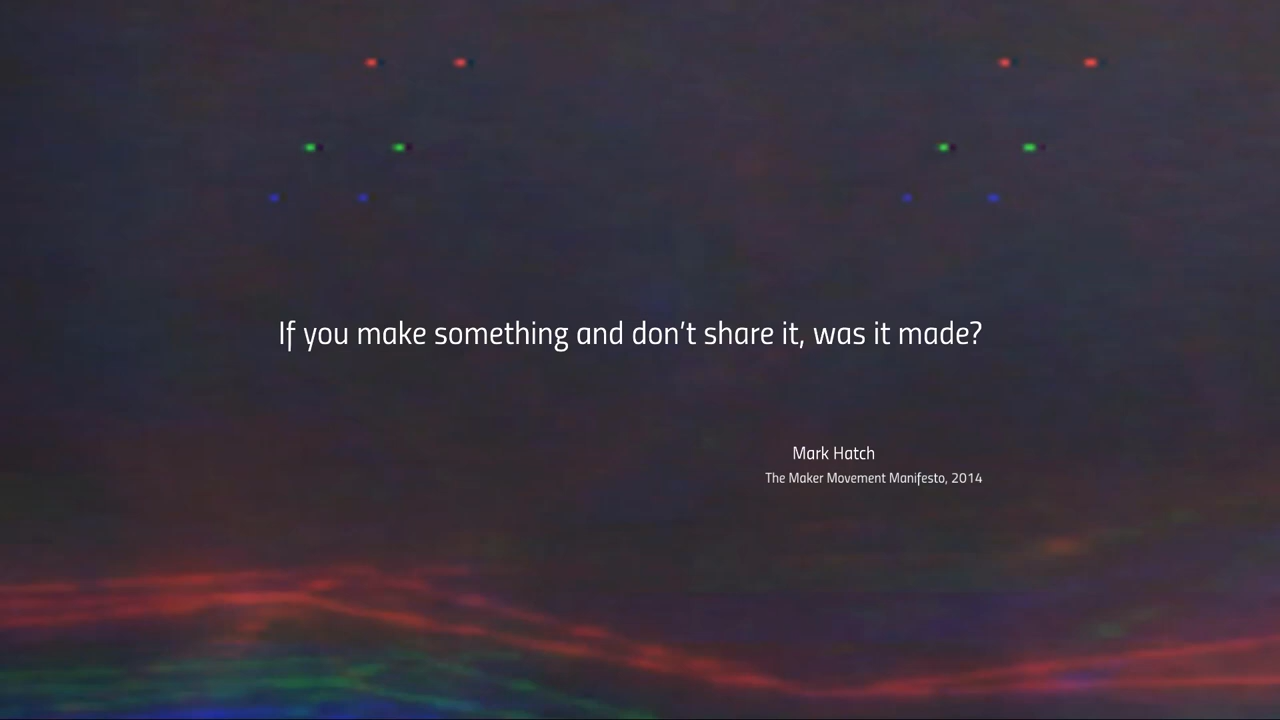 If you make something and don't share it, was it made?
Mark Hatch
The Maker Movement Manifesto, 2014